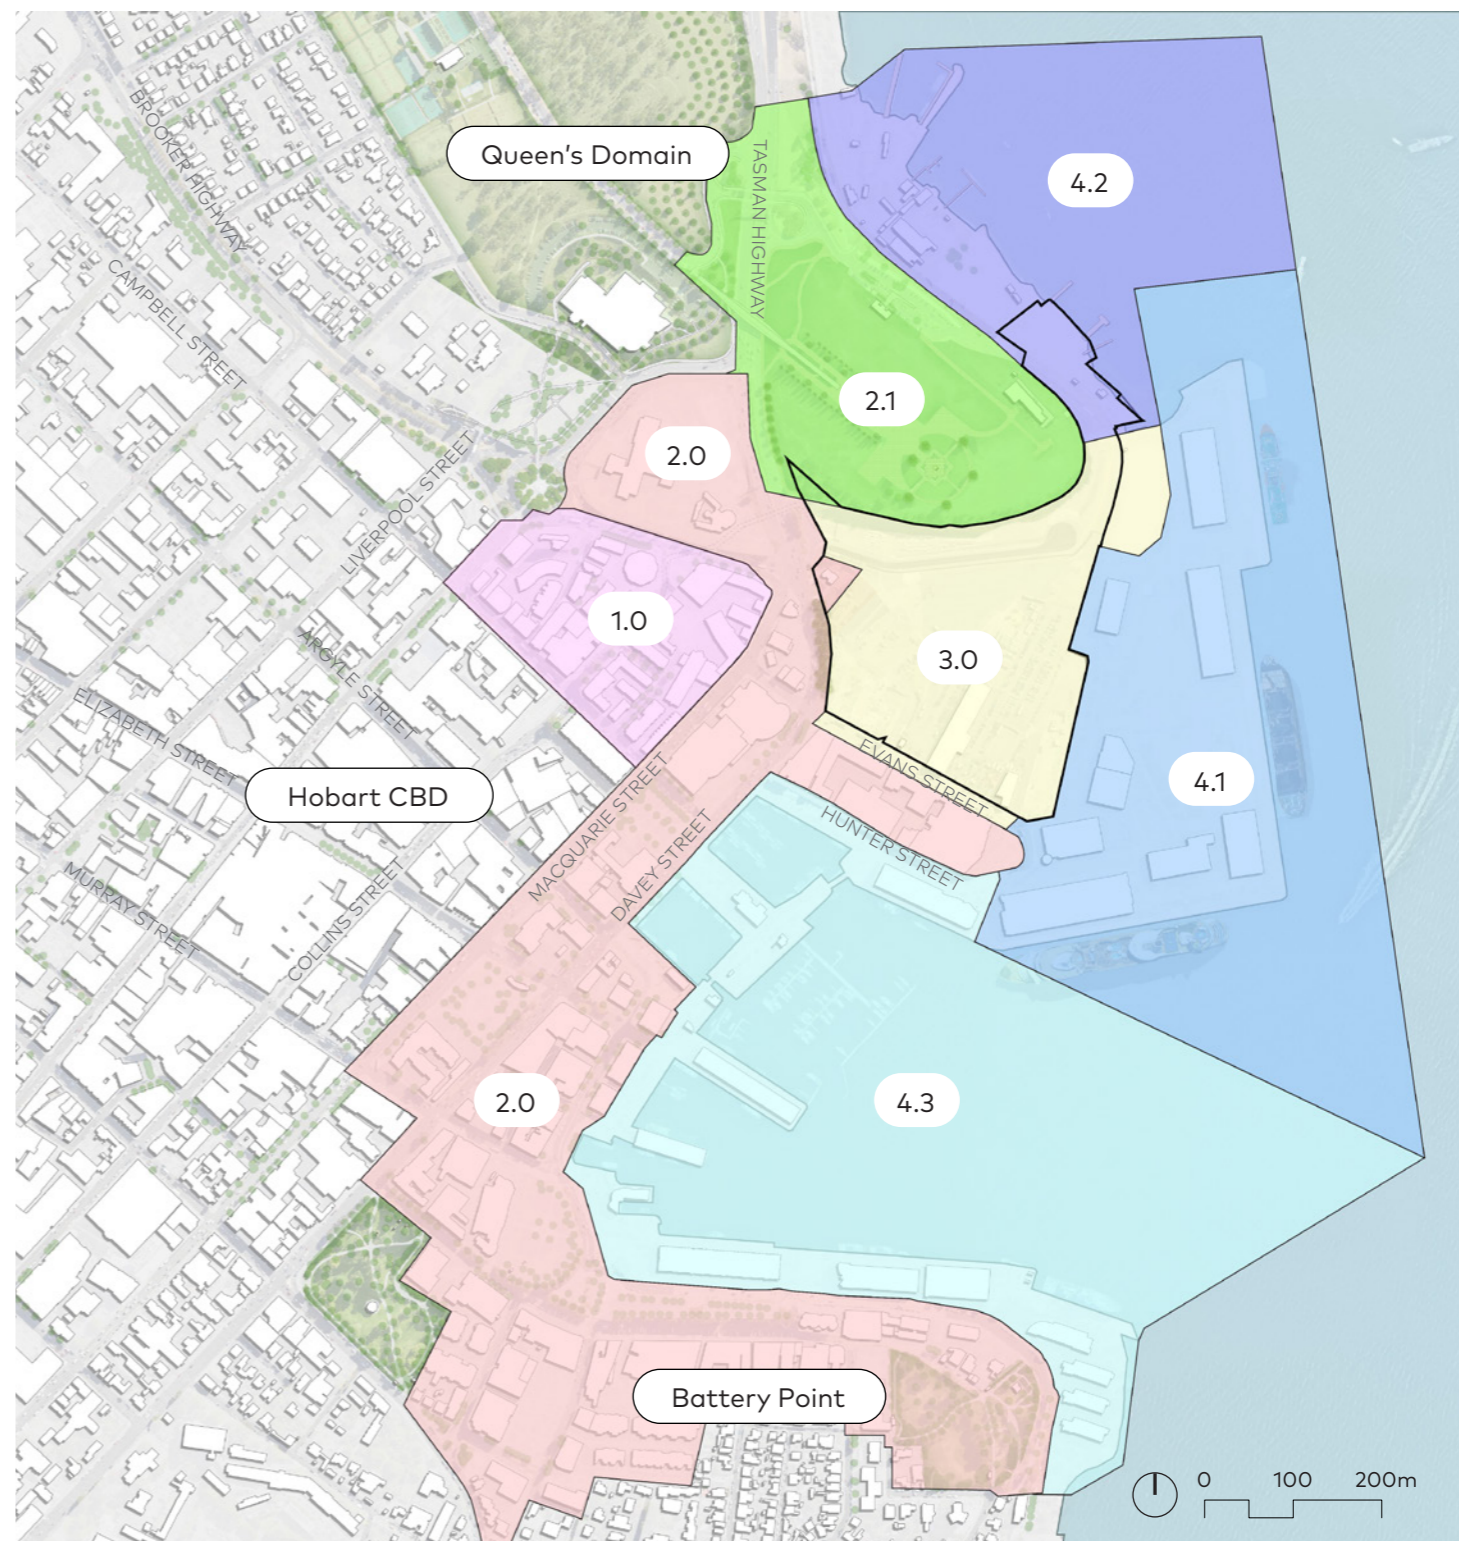 Queen's Domain
BROOKER HIGHWAY
TASMAN HIGHWAY
4.2
CAMPBELL STREET
2.1
2.0
LIVERPOOL STREET
1.0
ARGYLE STREET
3.0
ELIZABETH STREET
EVANS STREET
4.1
Hobart CBD
MACQUARIE STREET
HUNTER STREET
DAVEY STREET
MURRAY STREET
COLLINS STREET
2.0
4.3
Battery Point
0 100 200m